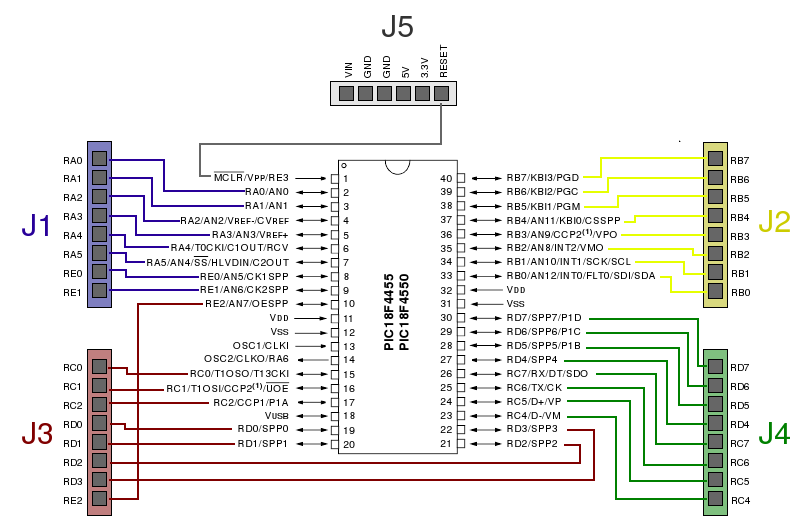 J5
VIN
GND
GND
5V
3.3V
RESET
J1
RA0
RA1
RA2
RA3
RA4
RA5
RE0
RE1
J3
RC0
RC1
RC2
RD0
RD1
RD2
RD3
RE2
MCLR/VPP/RE3 1
RA0/AN0 2
RA1/AN1 3
RA2/AN2/VREF-/CVREF 4
RA3/AN3/VREF+ 5
RA4/T0CKI/C1OUT/RCV 6
RA5/AN4/SS/HLVDIN/C2OUT 7
RE0/AN5/CK1SPP 8
RE1/AN6/CK2SPP 9
RE2/AN7/OESPP 10
VDD 11
VSS 12
OSC1/CLKI 13
OSC2/CLKO/RA6 14
RC0/T1OSO/T13CKI 15
RC1/T1OSI/CCP2(1)/UOE 16
RC2/CCP1/P1A 17
VUSB 18
RD0/SPP0 19
RD1/SPP1 20
PIC18F4455
PIC18F4550
40 RB7/KBI3/PGD
39 RB6/KBI2/PGC
38 RB5/KBI1/PGM
37 RB4/AN11/KBI0/CSSPP
36 RB3/AN9/CCP2(1)/VPO
35 RB2/AN8/INT2/VMO
34 RB1/AN10/INT1/SCK/SCL
33 RB0/AN12/INT0/FLT0/SDI/SDA
32 VDD
31 VSS
30 RD7/SPP7/P1D
29 RD6/SPP6/P1C
28 RD5/SPP5/P1B
27 RD4/SPP4
26 RC7/RX/DT/SDO
25 RC6/TX/CK
24 RC5/D+/VP
23 RC4/D-/VM
22 RD3/SPP3
21 RD2/SPP2
RB7
RB6
RB5
RB4
RB3
RB2
RB1
RB0
J2
RD7
RD6
RD5
RD4
RC7
RC6
RC5
RC4
J4